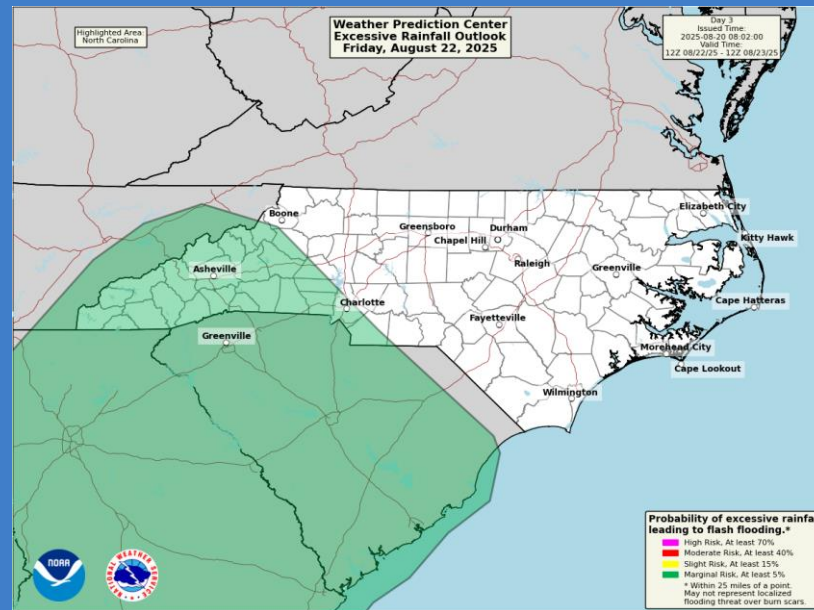 Highlighted Area:
North Carolina
Weather Prediction Center
Excessive Rainfall Outlook
Friday, August 22, 2025
Day 3
Issued Time:
2025-08-20 08:02:00
Valid Time:
12Z 08/22/25 - 12Z 08/23/25
Boone
Elizabeth City
Greensboro
Durham
Chapel Hill
Kitty Hawk
Raleigh
Asheville
Greenville
Charlotte
Cape Hatteras
Fayetteville
Greenville
Morehead City
Cape Lookout
Wilmington
Probability of excessive rainfa
leading to flash flooding.*
High Risk, At least 70%
Moderate Risk, At least 40%
Slight Risk, At least 15%
Marginal Risk, At least 5%
* Within 25 miles of a point.
May not represent localized
flooding threat over burn scars.
NOAA
NATIONAL WEATHER SERVICE